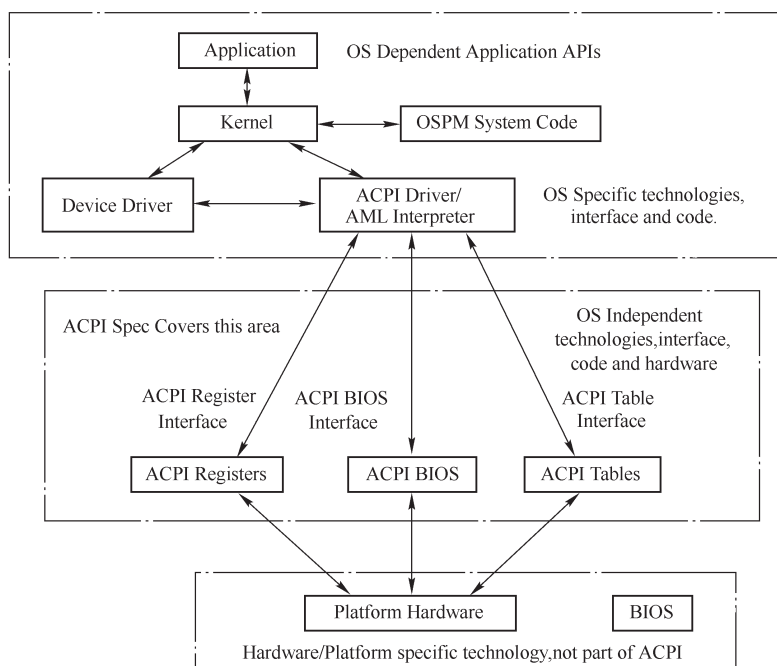 Application
OS Dependent Application APIs
Kernel
OSPM System Code
Device Driver
ACPI Driver/
AML Interpreter
OS Specific technologies,
interface and code.
ACPI Spec Covers this area
OS Independent
technologies,interface,
code and hardware
ACPI Register
Interface
ACPI BIOS
Interface
ACPI Table
Interface
ACPI Registers
ACPI BIOS
ACPI Tables
Platform Hardware
BIOS
Hardware/Platform specific technology,not part of ACPI